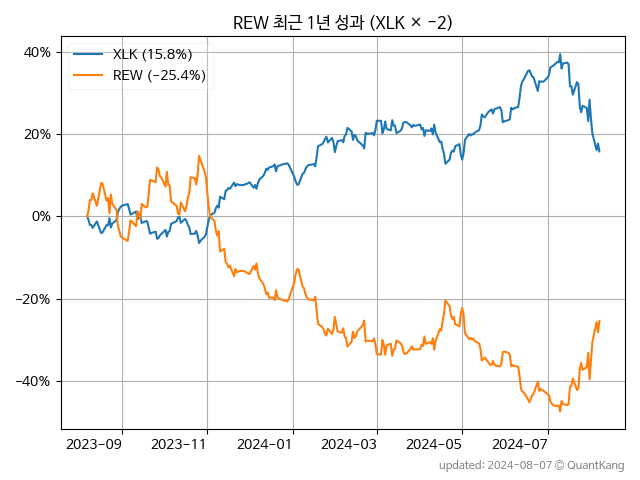 REW 최근 1년 성과 (XLK × −2)
XLK (15.8%)
REW (−25.4%)
40%
20%
0%
−20%
−40%
2023-09 2023-11 2024-01 2024-03 2024-05 2024-07
updated: 2024-08-07 © QuantKang